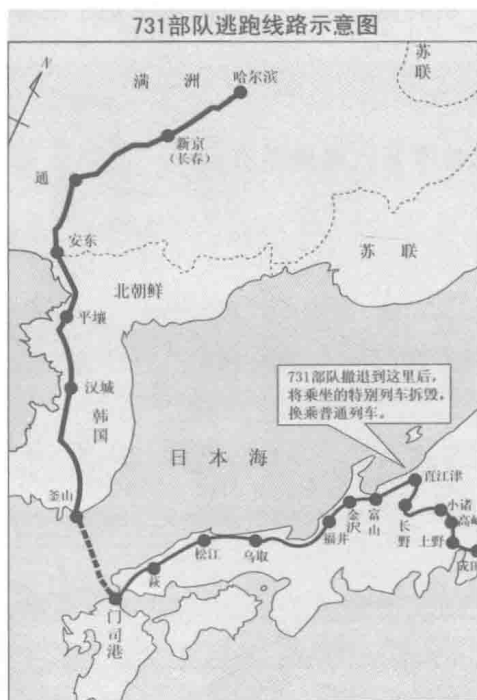 731部队逃跑线路示意图
苏
联
满 洲
哈尔滨
新京
(长春)
通
安东
苏 联
北朝鲜
平壤
731部队撤退到这里后，
将乘坐的特别列车拆毁，
换乘普通列车。
汉城
韩国
日本海
釜山
直江津
小诸
高崎
长野
上野
富山
金沢
福井
乌取
松江
萩
门司港